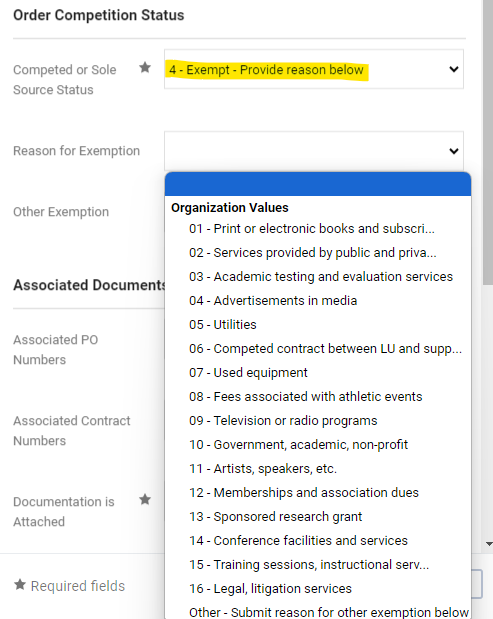 Order Competition Status
Competed or Sole
Source Status
4 - Exempt - Provide reason below
Reason for Exemption
Other Exemption
Organization Values
01 - Print or electronic books and subscri...
02 - Services provided by public and priva...
03 - Academic testing and evaluation services
04 - Advertisements in media
05 - Utilities
06 - Competed contract between LU and supp...
07 - Used equipment
08 - Fees associated with athletic events
09 - Television or radio programs
10 - Government, academic, non-profit
11 - Artists, speakers, etc.
12 - Memberships and association dues
13 - Sponsored research grant
14 - Conference facilities and services
15 - Training sessions, instructional serv...
16 - Legal, litigation services
Other - Submit reason for other exemption below
Associated Documents
Associated PO
Numbers
Associated Contract
Numbers
Documentation is
Attached
★ Required fields